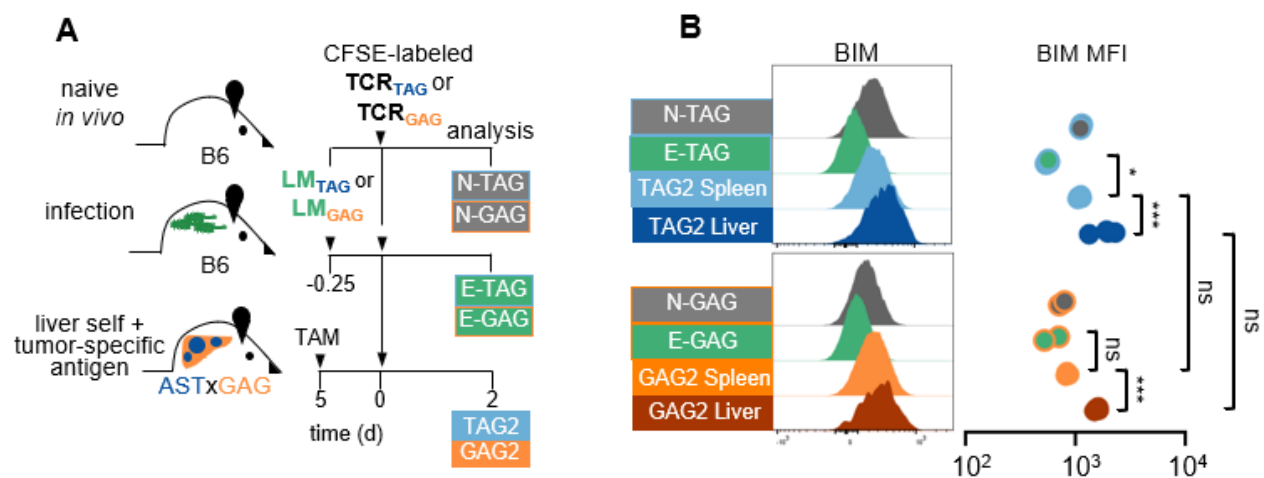 A
naive
in vivo
B6
infection
B6
liver self +
tumor-specific
antigen
ASTxGAG
CFSE-labeled
TCRTAG or
TCRGAG
analysis
LMTAG or
LMGAG
N-TAG
N-GAG
-0.25
E-TAG
E-GAG
TAM
5 0 2
time (d)
TAG2
GAG2
B
BIM
BIM MFI
N-TAG
E-TAG
TAG2 Spleen
TAG2 Liver
N-GAG
E-GAG
GAG2 Spleen
GAG2 Liver
*
***
ns
***
ns
ns
10² 10³ 10⁴